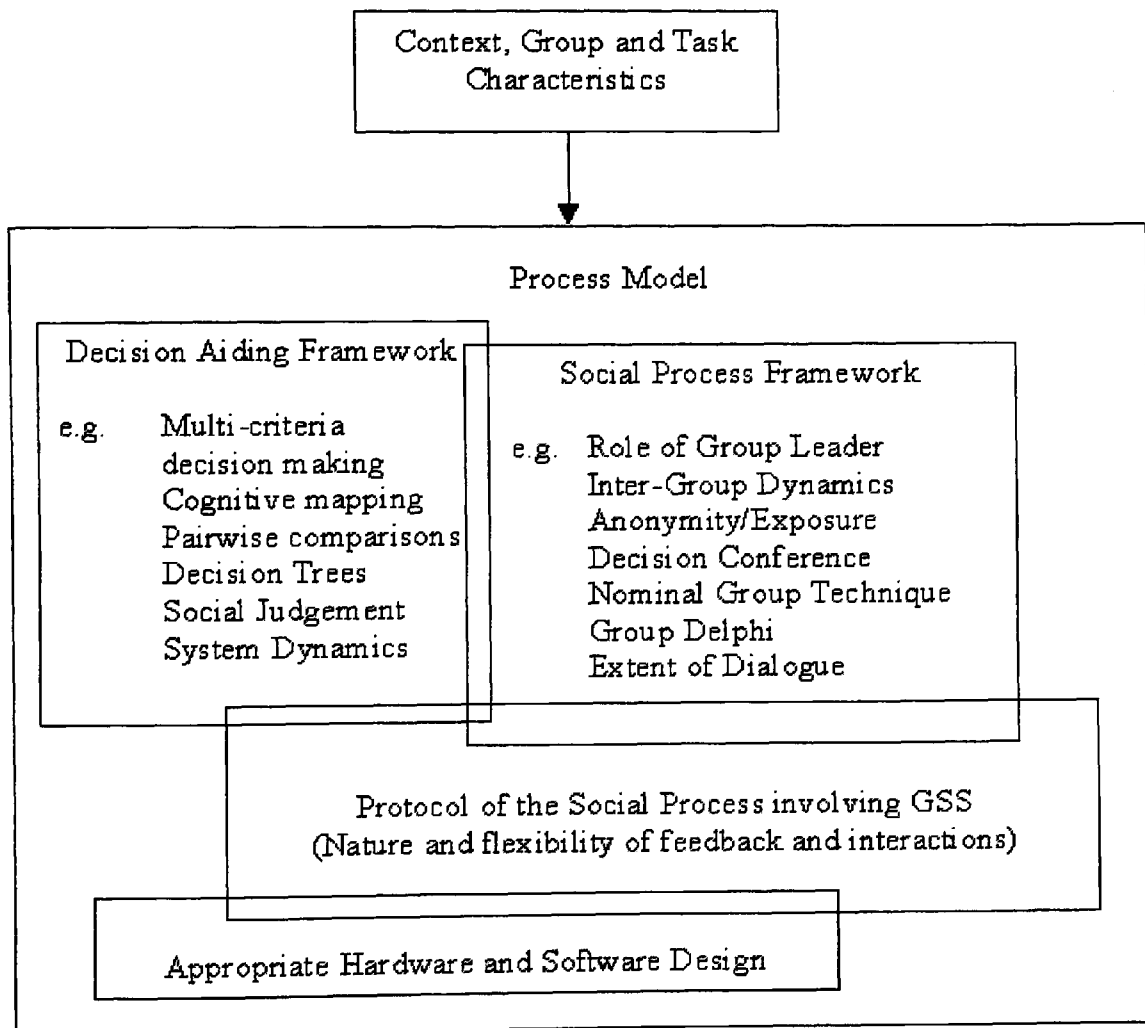 Context, Group and Task
Characteristics
Process Model
Decision Aiding Framework
e.g. Multi-criteria
decision making
Cognitive mapping
Pairwise comparisons
Decision Trees
Social Judgement
System Dynamics
Social Process Framework
e.g. Role of Group Leader
Inter-Group Dynamics
Anonymity/Exposure
Decision Conference
Nominal Group Technique
Group Delphi
Extent of Dialogue
Protocol of the Social Process involving GSS
(Nature and flexibility of feedback and interactions)
Appropriate Hardware and Software Design